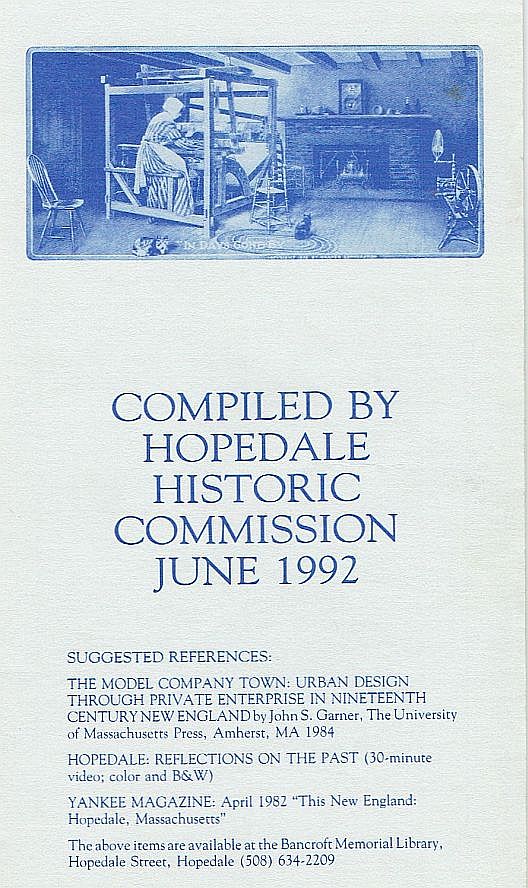 "IN DAYS GONE BY"
COMPILED BY
HOPEDALE
HISTORIC
COMMISSION
JUNE 1992
SUGGESTED REFERENCES:
THE MODEL COMPANY TOWN: URBAN DESIGN
THROUGH PRIVATE ENTERPRISE IN NINETEENTH
CENTURY NEW ENGLAND by John S. Garner, The University
of Massachusetts Press, Amherst, MA 1984
HOPEDALE: REFLECTIONS ON THE PAST (30-minute
video; color and B&W)
YANKEE MAGAZINE: April 1982 "This New England:
Hopedale, Massachusetts"
The above items are available at the Bancroft Memorial Library,
Hopedale Street, Hopedale (508) 634-2209